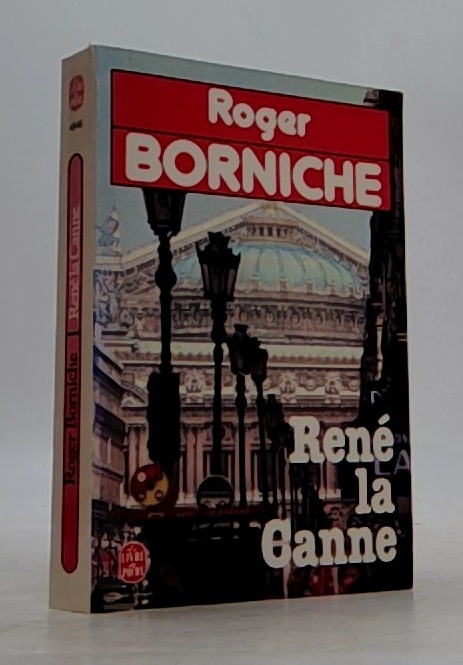 Roger
BORNICHE
René
la
Canne
LE LIVRE
DE POCHE
Roger Borniche
René la Canne